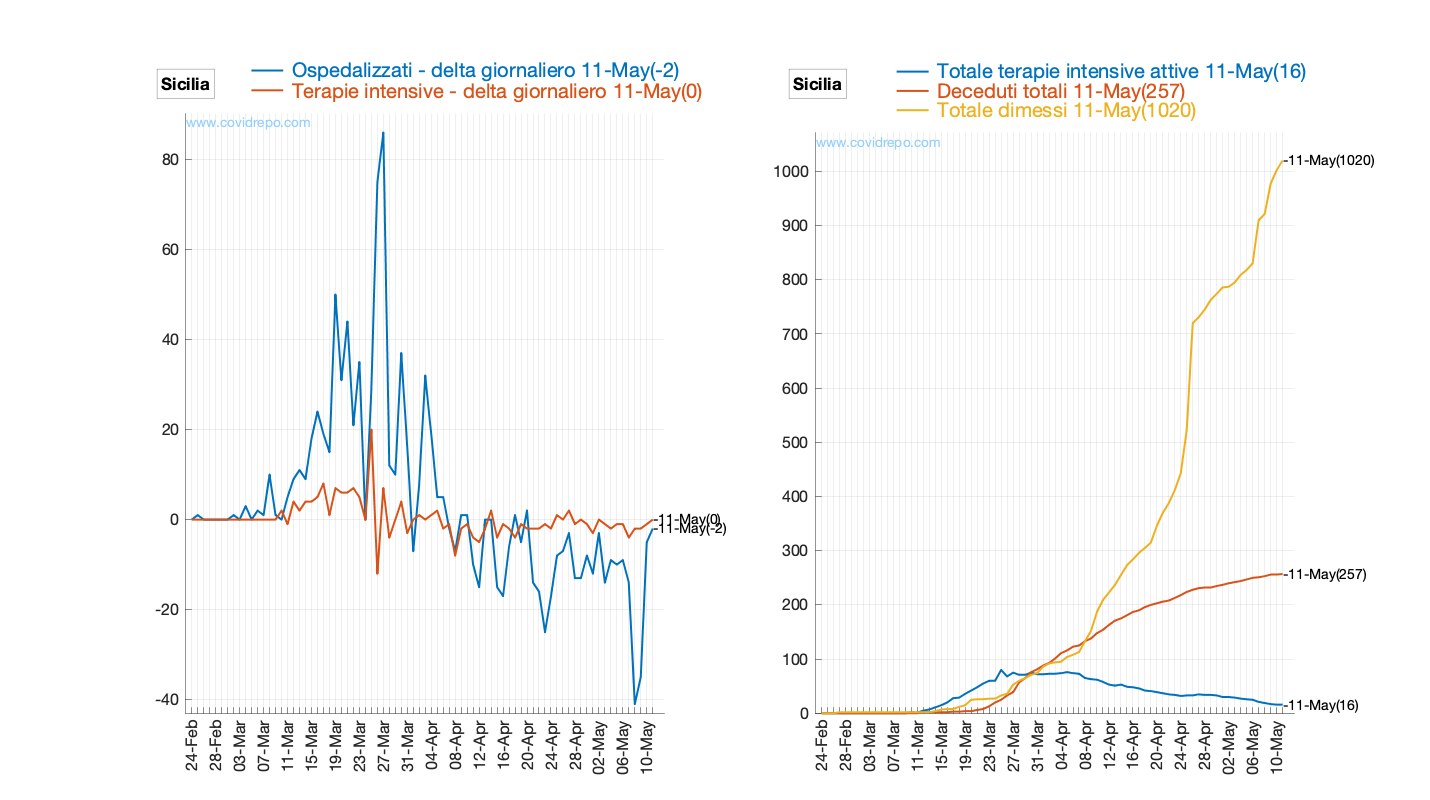 Sicilia
Ospedalizzati - delta giornaliero 11-May(-2)
Terapie intensive - delta giornaliero 11-May(0)
www.covidrepo.com
80
60
40
20
0
-20
-40
-11-May(0)
-11-May(-2)
24-Feb
28-Feb
03-Mar
07-Mar
11-Mar
15-Mar
19-Mar
23-Mar
27-Mar
31-Mar
04-Apr
08-Apr
12-Apr
16-Apr
20-Apr
24-Apr
28-Apr
02-May
06-May
10-May
Sicilia
Totale terapie intensive attive 11-May(16)
Deceduti totali 11-May(257)
Totale dimessi 11-May(1020)
www.covidrepo.com
1000
900
800
700
600
500
400
300
200
100
0
-11-May(1020)
-11-May(257)
-11-May(16)
24-Feb
28-Feb
03-Mar
07-Mar
11-Mar
15-Mar
19-Mar
23-Mar
27-Mar
31-Mar
04-Apr
08-Apr
12-Apr
16-Apr
20-Apr
24-Apr
28-Apr
02-May
06-May
10-May